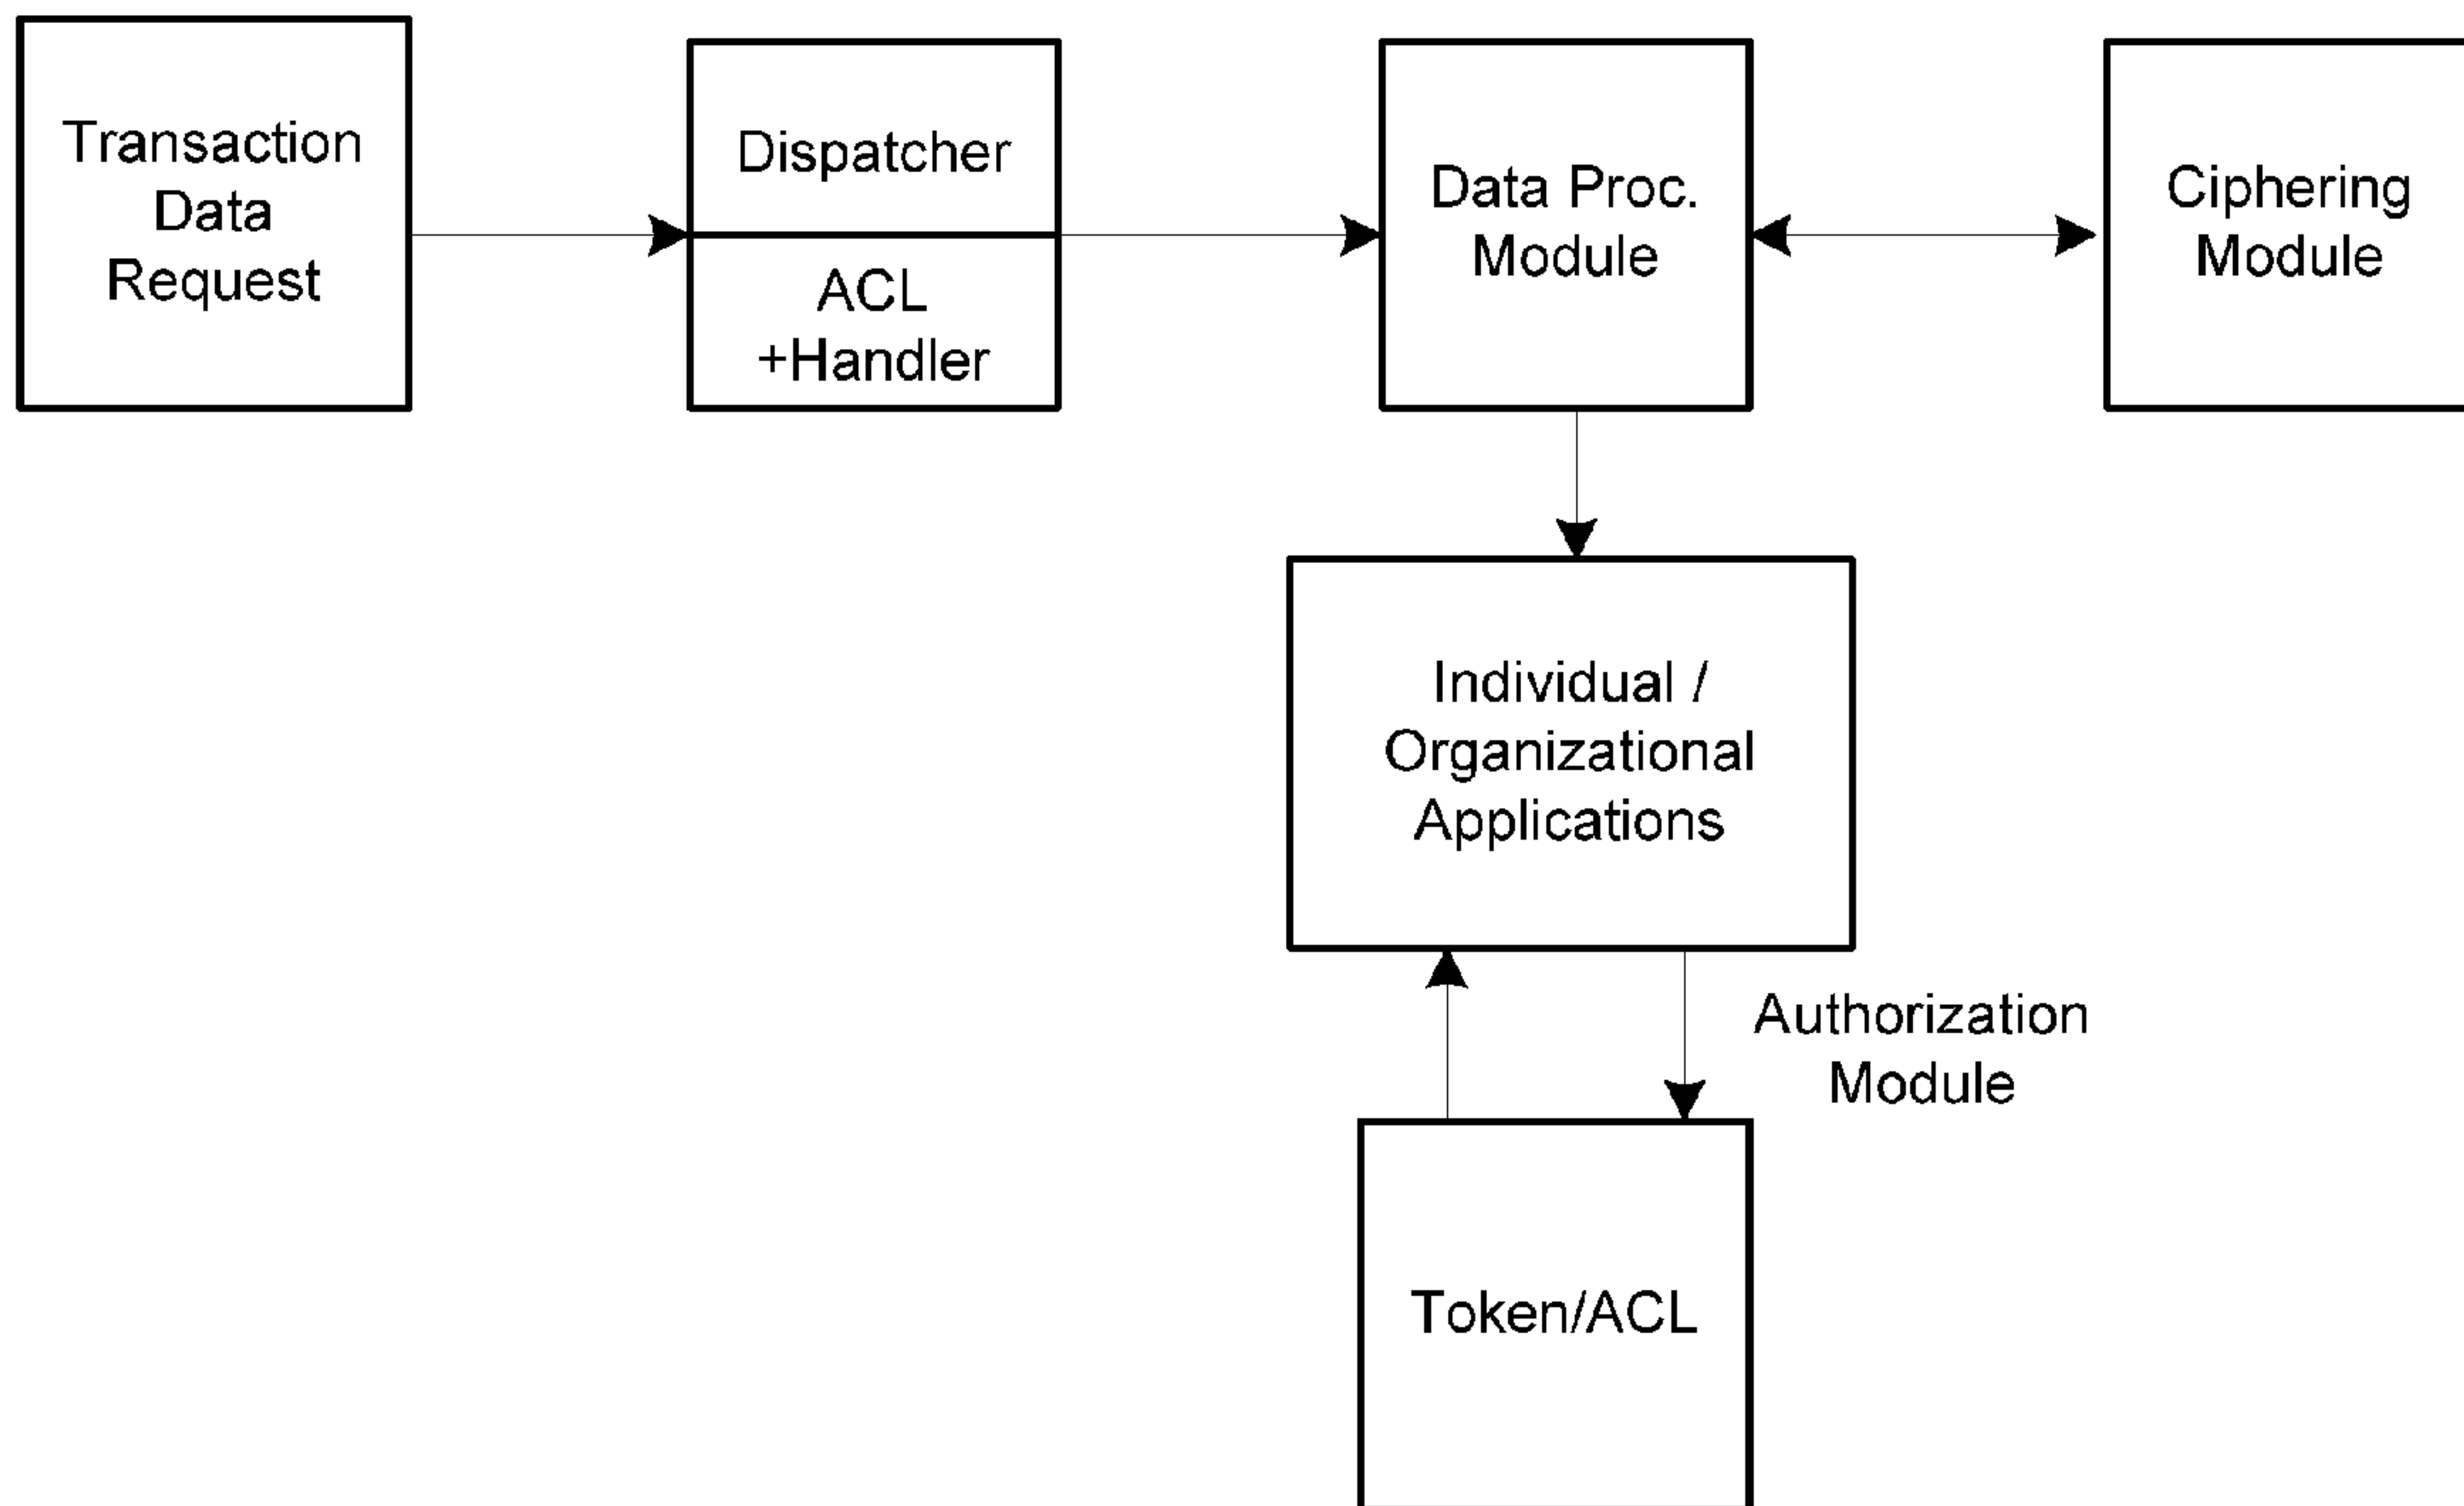 Transaction
Data
Request
Dispatcher
ACL
+Handler
Data Proc.
Module
Ciphering
Module
Individual /
Organizational
Applications
Authorization
Module
Token/ACL